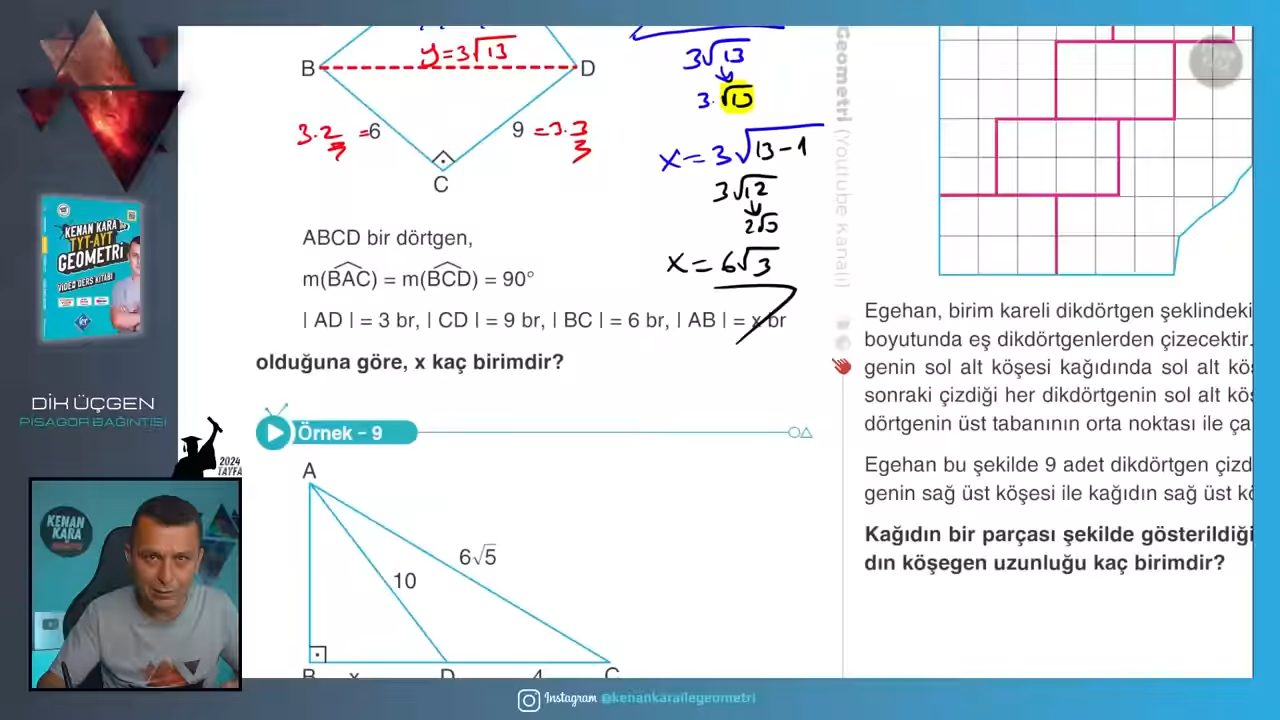 B
y=3√13
D
3.2
3
=6
9
=3.3
3
C
3√13
3.√13
x=3√13-1
3√12
2√3
x=6√3
ABCD bir dörtgen,
m(BAC) = m(BCD) = 90°
| AD | = 3 br, | CD | = 9 br, | BC | = 6 br, | AB | = x br
olduğuna göre, x kaç birimdir?
Örnek – 9
A
6√5
10
B x D 4 C
Geometri (Youtube kanalı)
Egehan, birim kareli dikdörtgen şeklindeki
boyutunda eş dikdörtgenlerden çizecektir.
genin sol alt köşesi kağıdında sol alt kö
sonraki çizdiği her dikdörtgenin sol alt kö
dörtgenin üst tabanının orta noktası ile ça
Egehan bu şekilde 9 adet dikdörtgen çizd
genin sağ üst köşesi ile kağıdın sağ üst k
Kağıdın bir parçası şekilde gösterildiği
dın köşegen uzunluğu kaç birimdir?
KENAN KARA ile
TYT-AYT
GEOMETRİ
VİDEO DERS KİTABI
DİK ÜÇGEN
PİSAGOR BAĞINTISI
2024
TAYFA
KENAN
KARA
Instagram @kenankarailegeometri